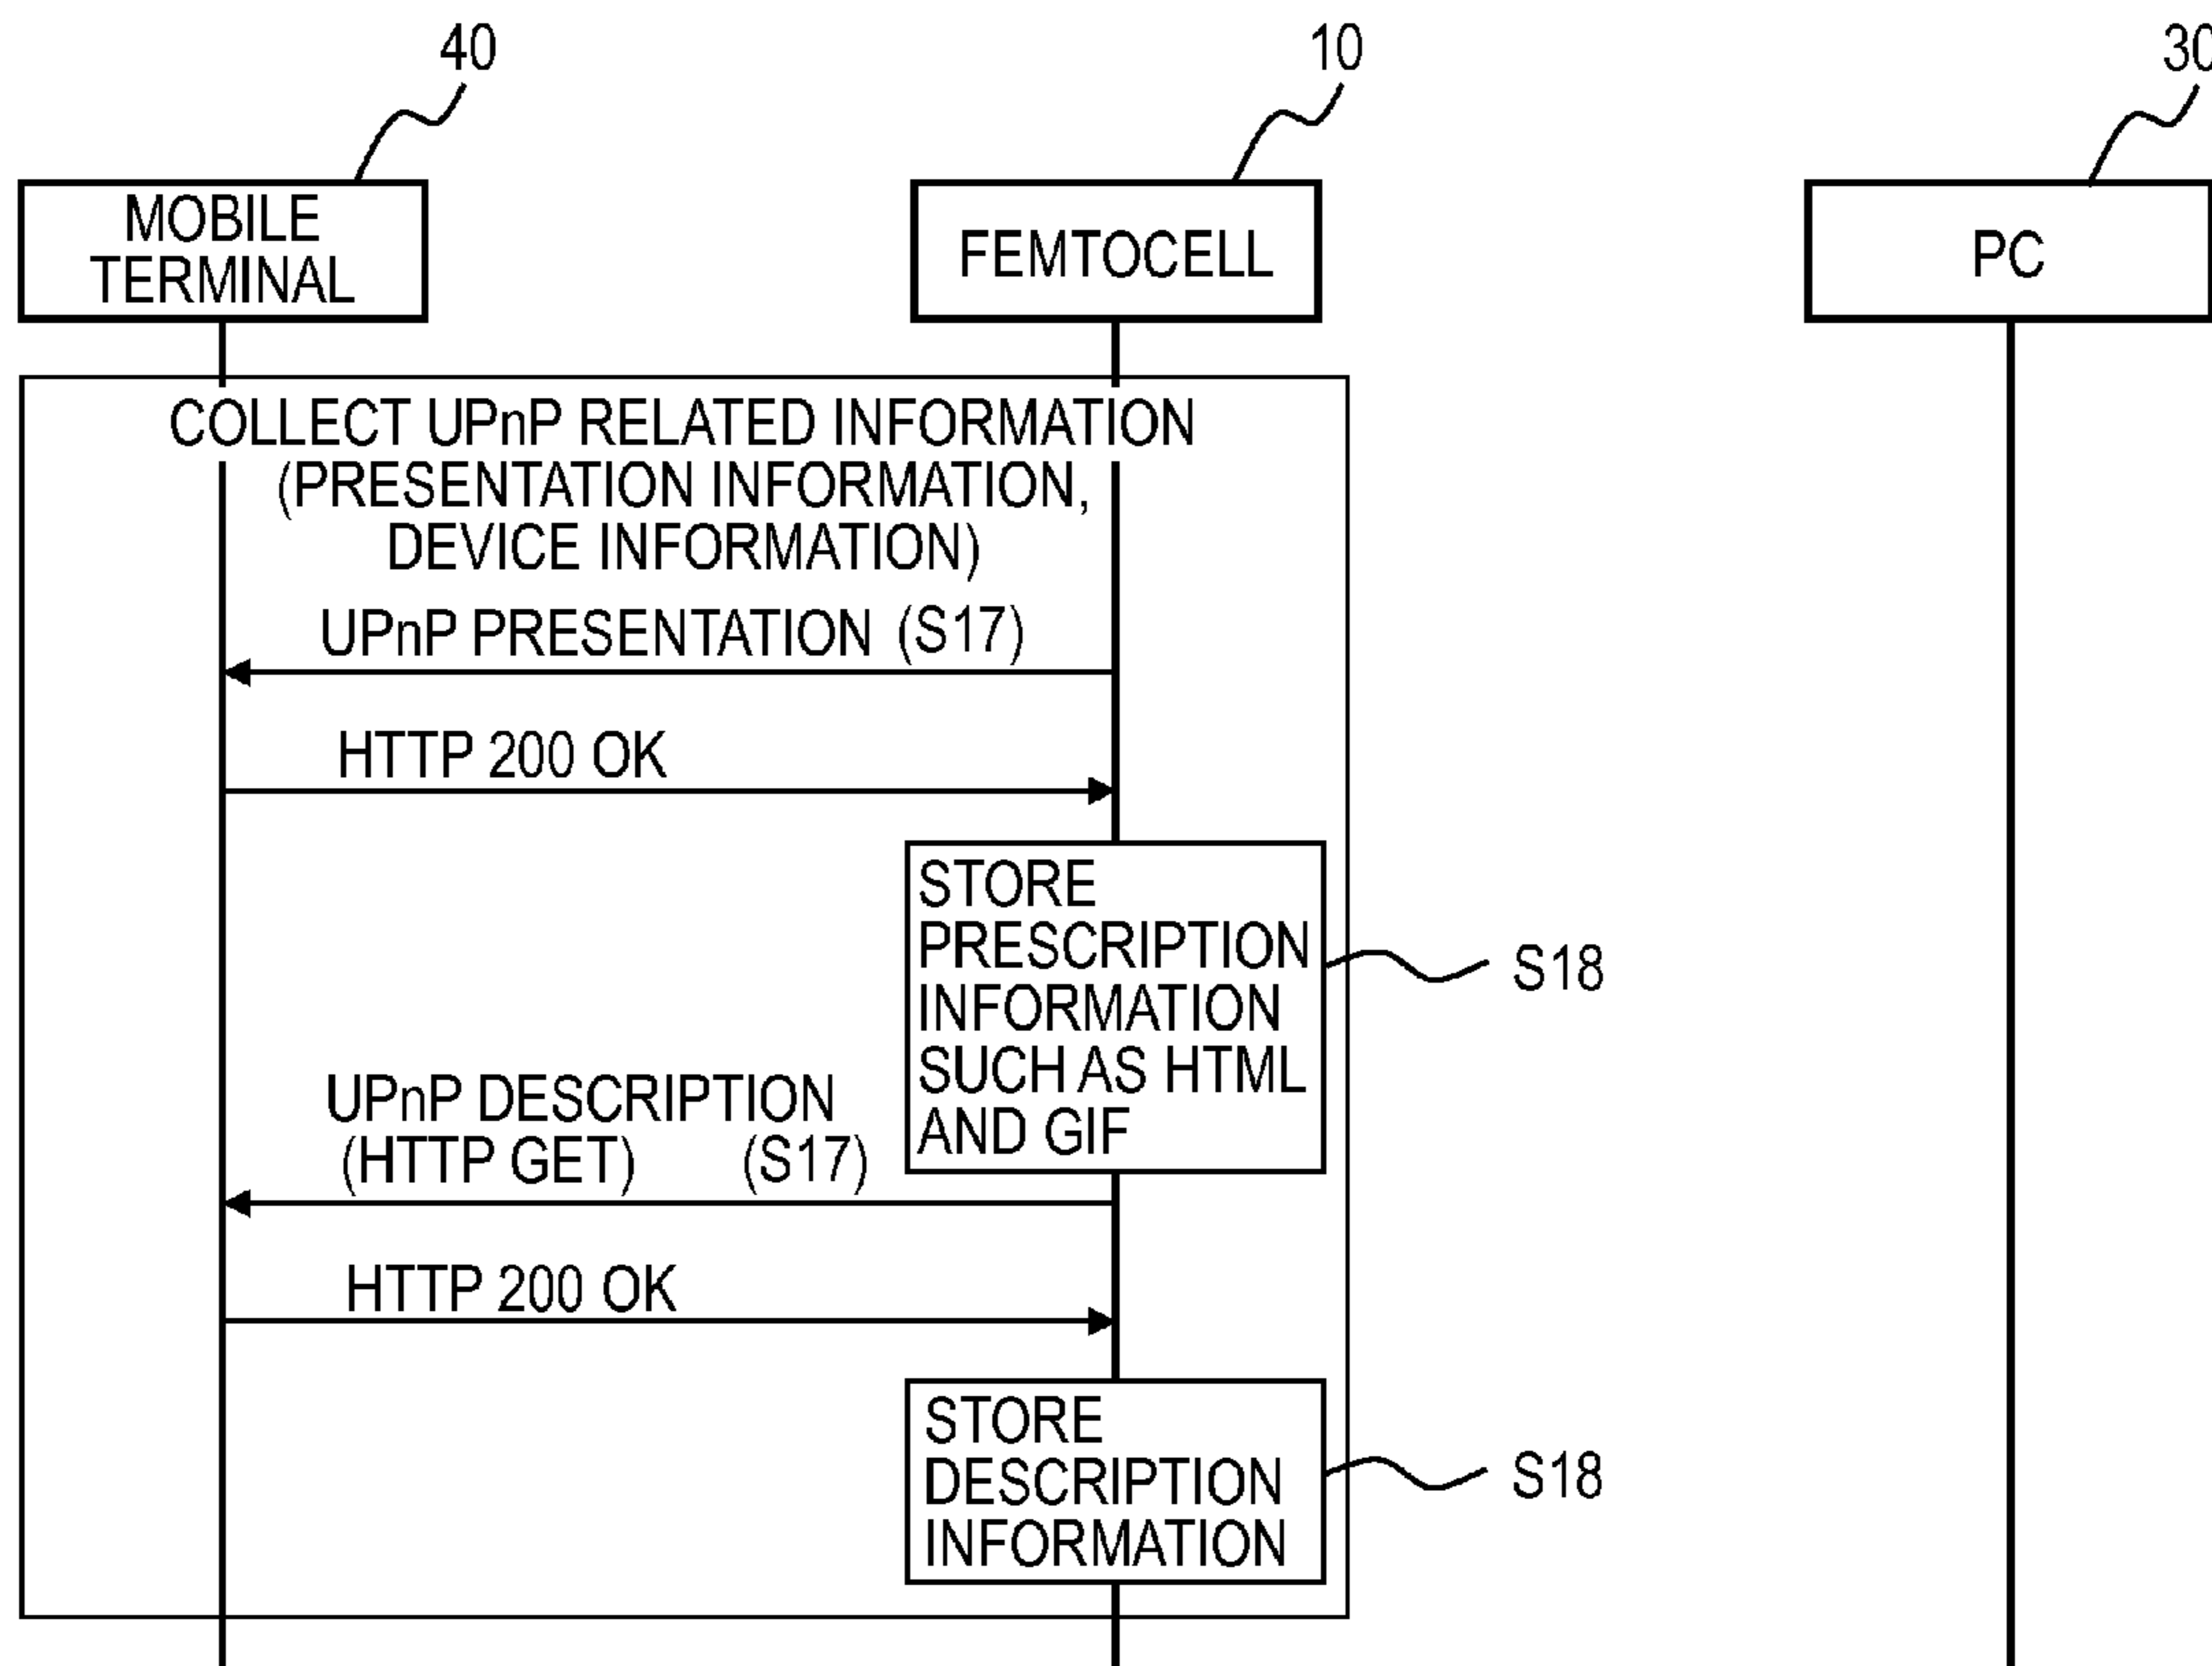 40
10
30
MOBILE
TERMINAL
FEMTOCELL
PC
COLLECT UPnP RELATED INFORMATION
(PRESENTATION INFORMATION,
DEVICE INFORMATION)
UPnP PRESENTATION (S17)
HTTP 200 OK
STORE
PRESCRIPTION
INFORMATION
SUCH AS HTML
AND GIF
S18
UPnP DESCRIPTION
(HTTP GET) (S17)
HTTP 200 OK
STORE
DESCRIPTION
INFORMATION
S18